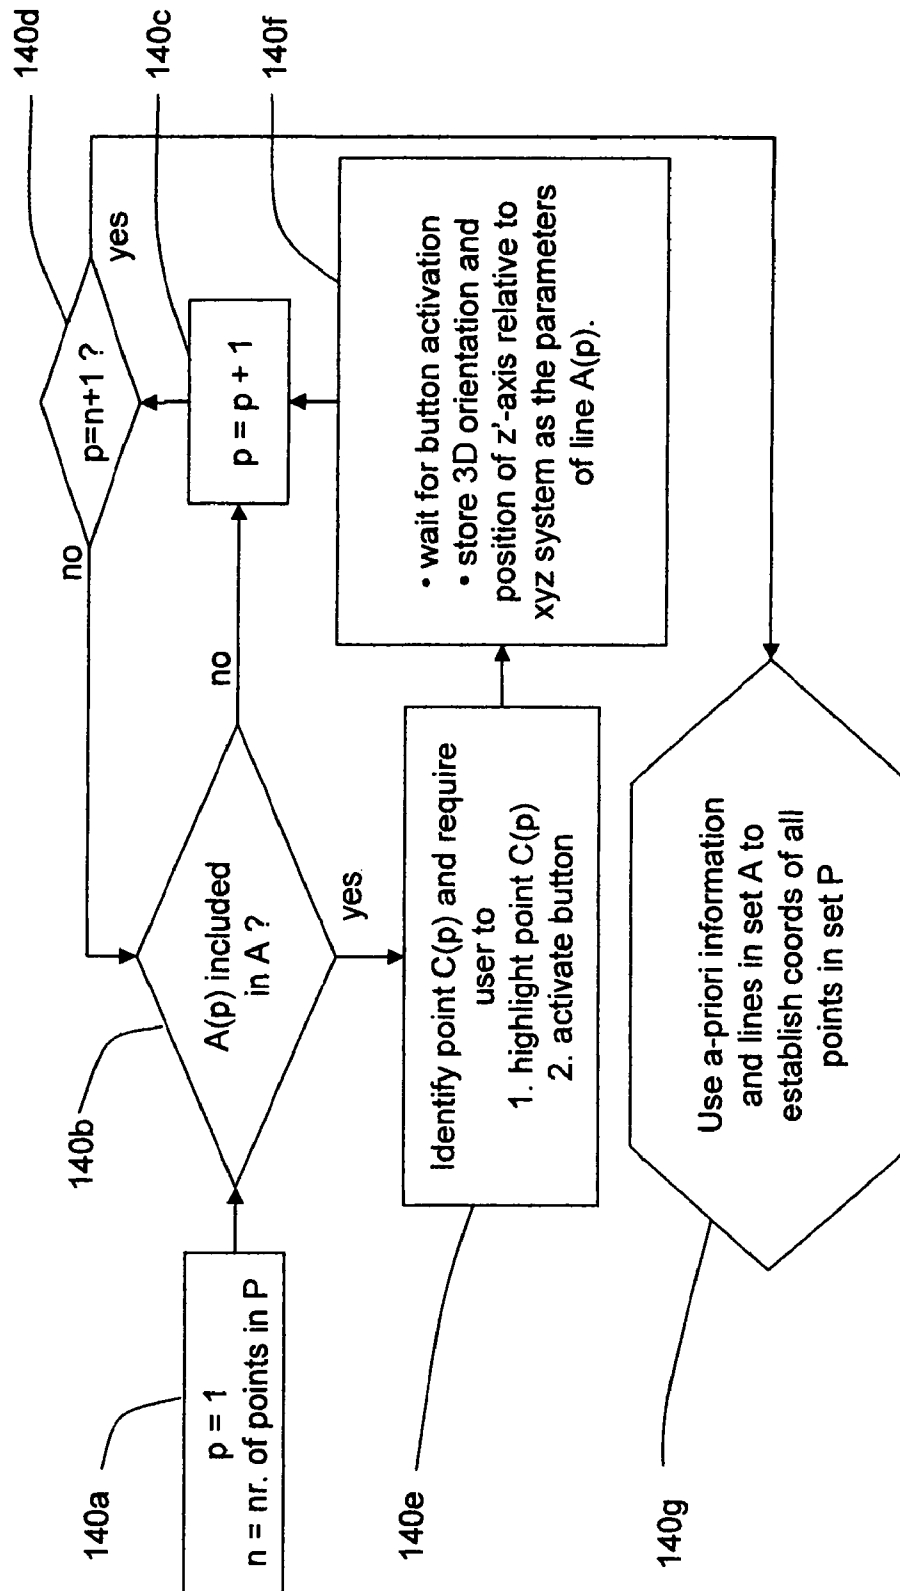 140a
p = 1
n = nr. of points in P
140b
A(p) included
in A ?
no
yes
140d
p=n+1 ?
no
yes
140c
p = p + 1
140e
Identify point C(p) and require
user to
1. highlight point C(p)
2. activate button
140f
• wait for button activation
• store 3D orientation and
position of z'-axis relative to
xyz system as the parameters
of line A(p).
140g
Use a-priori information
and lines in set A to
establish coords of all
points in set P